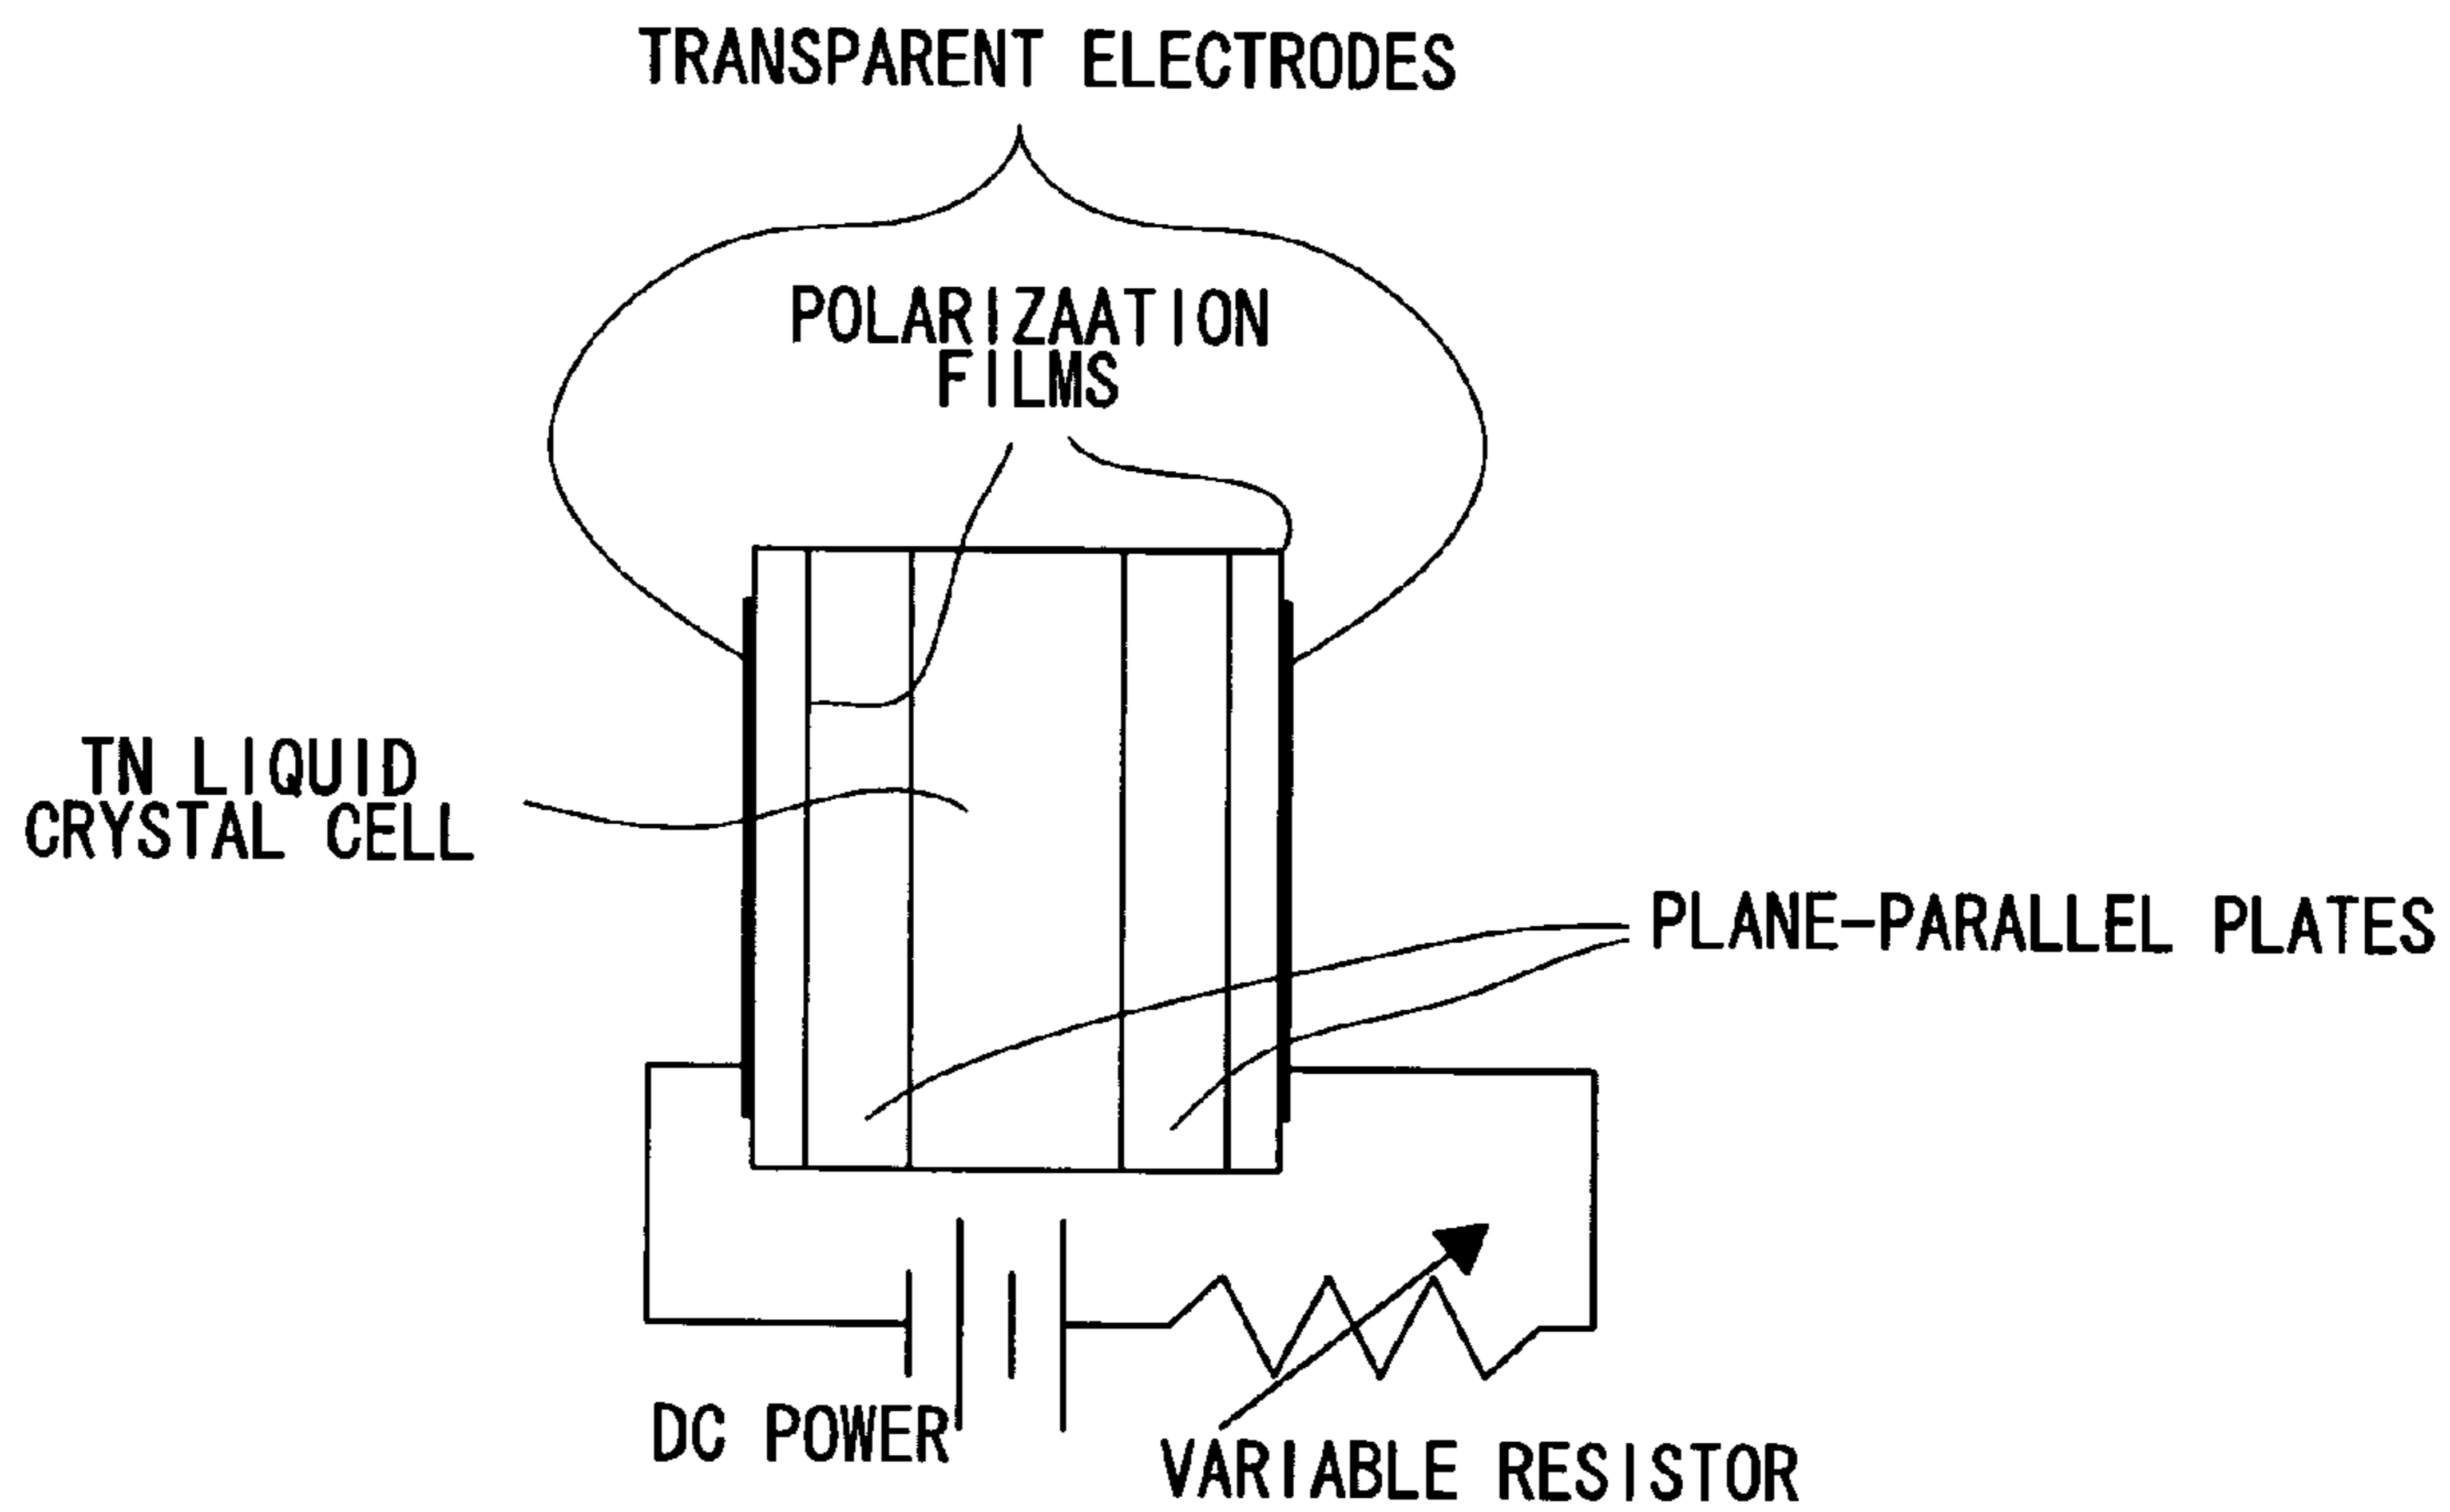 TRANSPARENT ELECTRODES
POLARIZAATION
FILMS
TN LIQUID
CRYSTAL CELL
PLANE-PARALLEL PLATES
DC POWER
VARIABLE RESISTOR